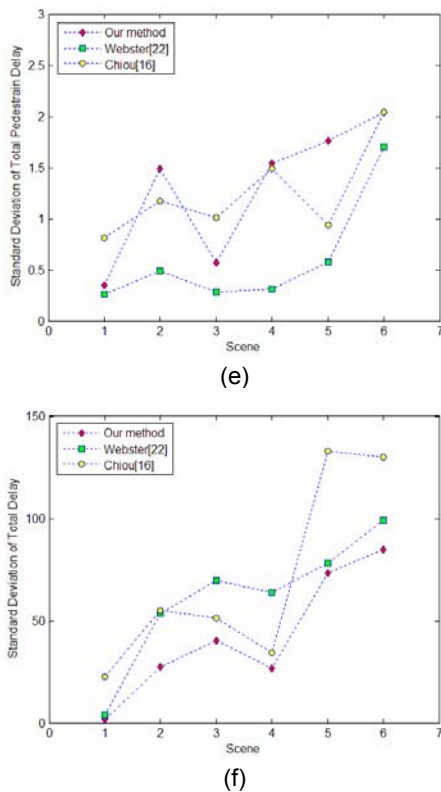 3
2.5
2
1.5
1
0.5
0
Standard Deviation of Total Pedestrain Delay
Our method
Webster[22]
Chiou[16]
0 1 2 3 4 5 6 7
Scene
(e)
150
100
50
0
Standard Deviation of Total Delay
Our method
Webster[22]
Chiou[16]
0 1 2 3 4 5 6 7
Scene
(f)